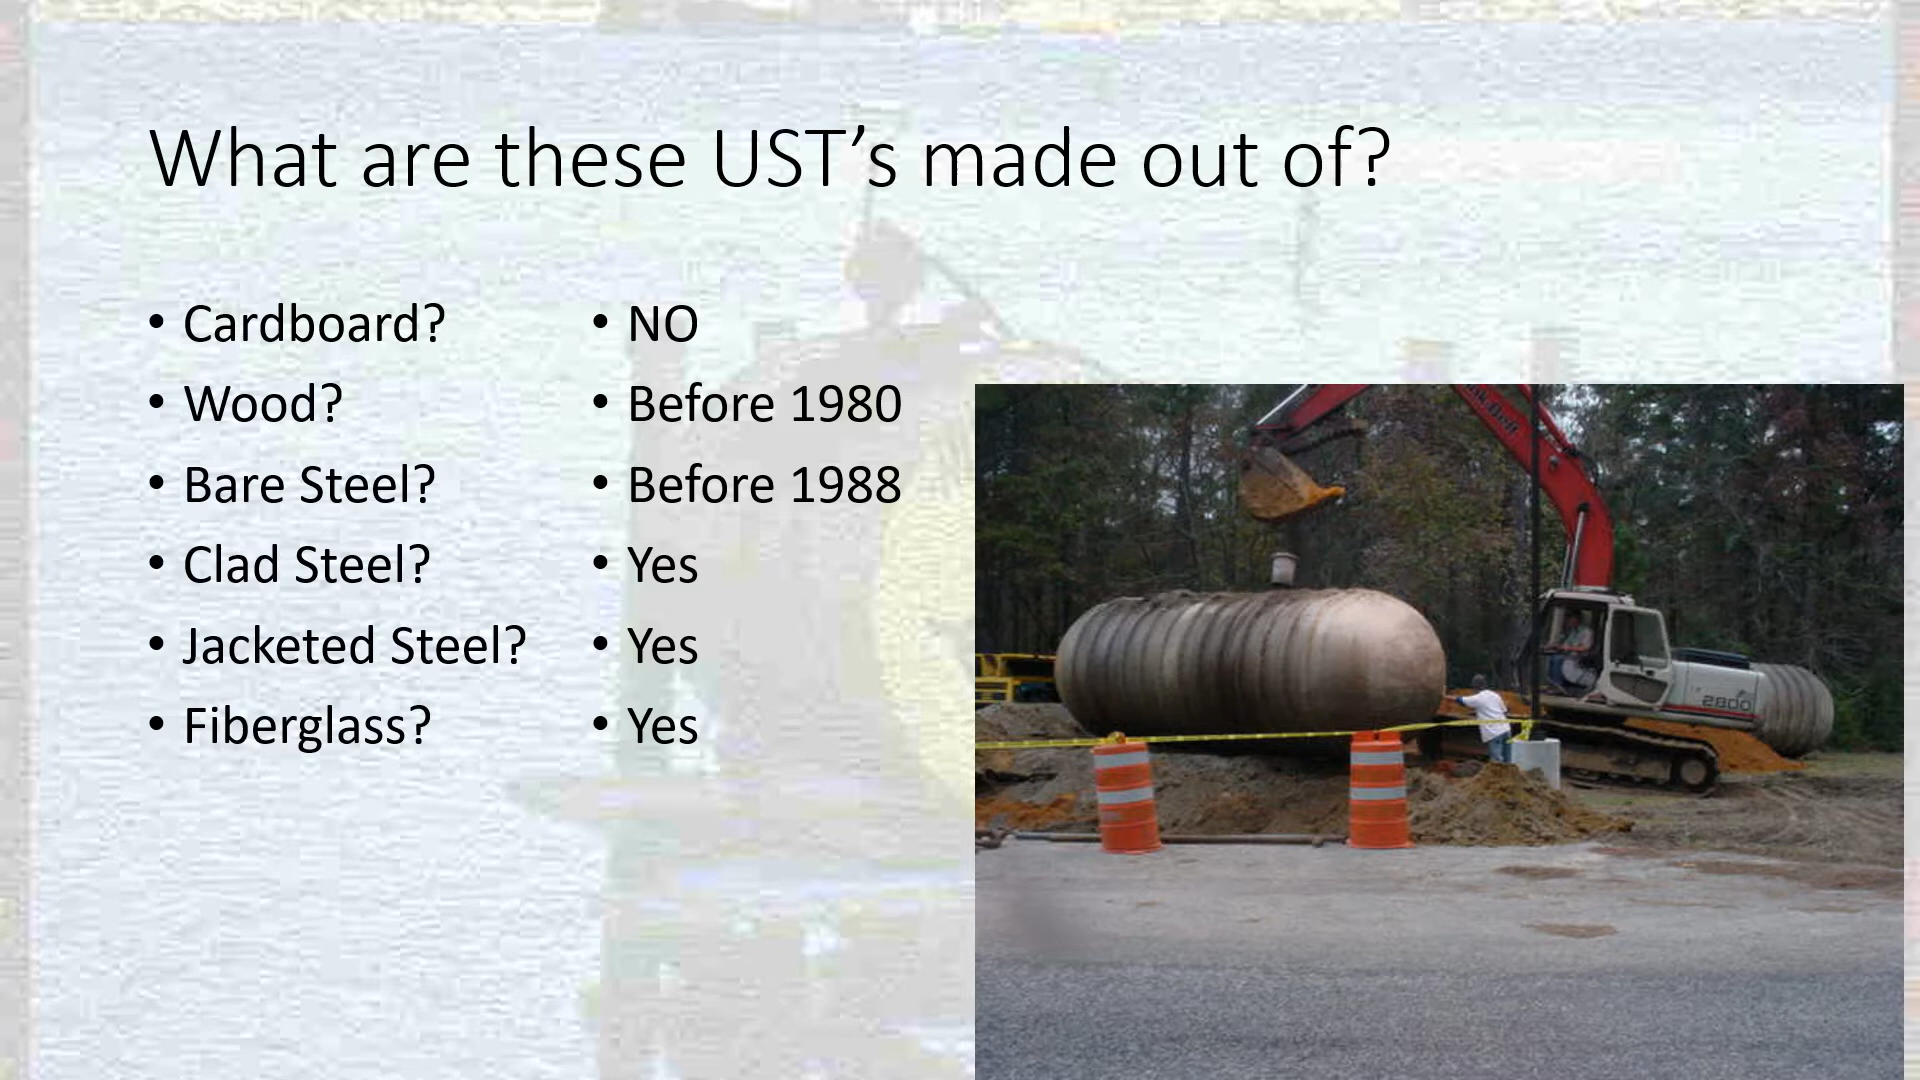 What are these UST’s made out of?
• Cardboard?
• Wood?
• Bare Steel?
• Clad Steel?
• Jacketed Steel?
• Fiberglass?
• NO
• Before 1980
• Before 1988
• Yes
• Yes
• Yes
2800